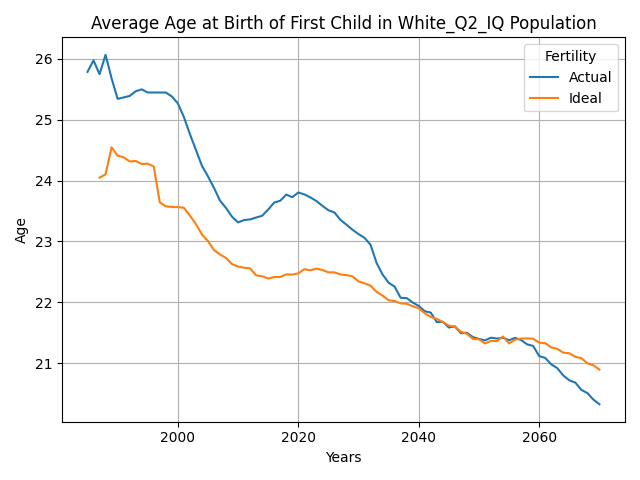 Average Age at Birth of First Child in White_Q2_IQ Population
Fertility
Actual
Ideal
26
25
24
23
22
21
Age
2000
2020
2040
2060
Years